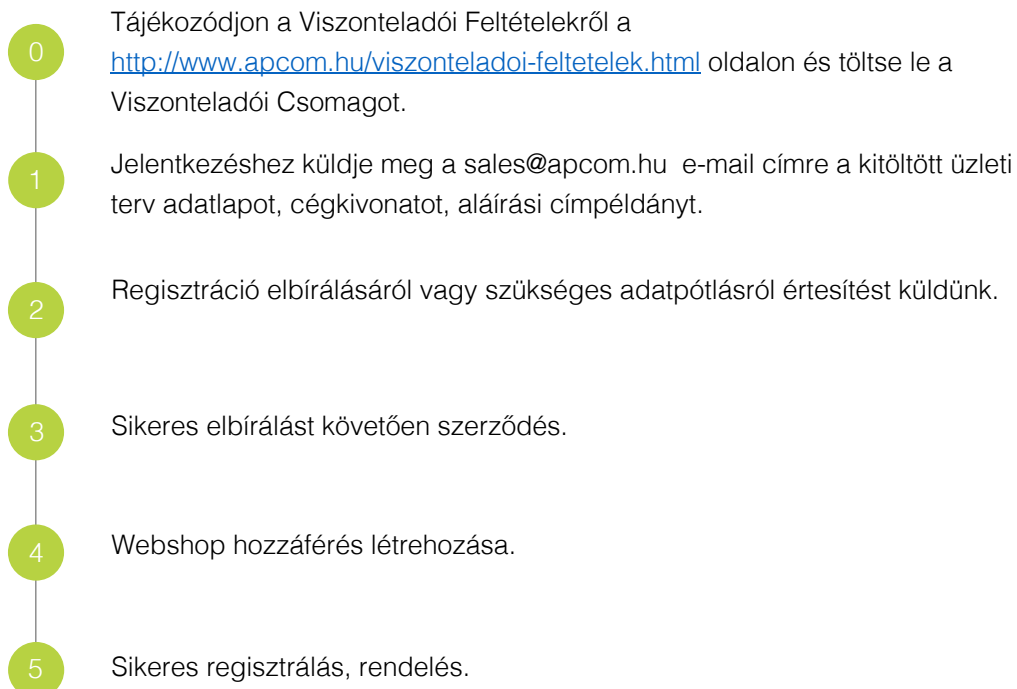 Tájékozódjon a Viszonteladói Feltételekről a
0
http://www.apcom.hu/viszonteladoi-feltetelek.html oldalon és töltse le a
Viszonteladói Csomagot.
1
Jelentkezéshez küldje meg a sales@apcom.hu  e-mail címre a kitöltött üzleti
terv adatlapot, cégkivonatot, aláírási címpéldányt.
2
Regisztráció elbírálásáról vagy szükséges adatpótlásról értesítést küldünk.
3
Sikeres elbírálást követően szerződés.
4
Webshop hozzáférés létrehozása.
5
Sikeres regisztrálás, rendelés.